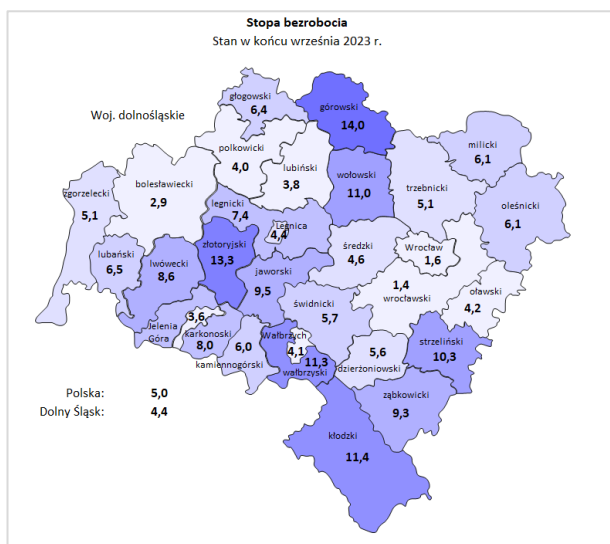 Stopa bezrobocia
Stan w końcu września 2023 r.
Woj. dolnośląskie
głogowski
6,4
górowski
14,0
milicki
6,1
polkowicki
4,0
lubiński
3,8
wołowski
11,0
trzebnicki
5,1
oleśnicki
6,1
zgorzelecki
5,1
bolesławiecki
2,9
legnicki
7,4
Legnica
4,4
złotoryjski
13,3
średzki
4,6
Wrocław
1,6
lubański
6,5
lwówecki
8,6
jaworski
9,5
1,4
wrocławski
oławski
4,2
świdnicki
5,7
Jelenia
Góra
3,6
karkonoski
8,0
6,0
kamiennogórski
Wałbrzych
4,1
11,3
wałbrzyski
5,6
dzierżoniowski
strzeliński
10,3
ząbkowicki
9,3
kłodzki
11,4
Polska: 5,0
Dolny Śląsk: 4,4